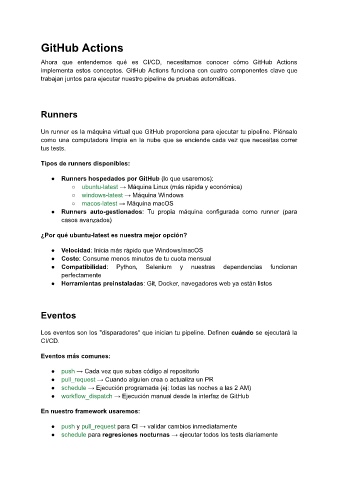 GitHub Actions
Ahora que entendemos qué es CI/CD, necesitamos conocer cómo GitHub Actions
implementa estos conceptos. GitHub Actions funciona con cuatro componentes clave que
trabajan juntos para ejecutar nuestro pipeline de pruebas automáticas.
Runners
Un runner es la máquina virtual que GitHub proporciona para ejecutar tu pipeline. Piénsalo
como una computadora limpia en la nube que se enciende cada vez que necesitas correr
tus tests.
Tipos de runners disponibles:
● Runners hospedados por GitHub (lo que usaremos):
○ ubuntu-latest → Máquina Linux (más rápida y económica)
○ windows-latest → Máquina Windows
○ macos-latest → Máquina macOS
● Runners auto-gestionados: Tu propia máquina configurada como runner (para
casos avanzados)
¿Por qué ubuntu-latest es nuestra mejor opción?
● Velocidad: Inicia más rápido que Windows/macOS
● Costo: Consume menos minutos de tu cuota mensual
● Compatibilidad: Python, Selenium y nuestras dependencias funcionan
perfectamente
● Herramientas preinstaladas: Git, Docker, navegadores web ya están listos
Eventos
Los eventos son los "disparadores" que inician tu pipeline. Definen cuándo se ejecutará la
CI/CD.
Eventos más comunes:
● push → Cada vez que subas código al repositorio
● pull_request → Cuando alguien crea o actualiza un PR
● schedule → Ejecución programada (ej: todas las noches a las 2 AM)
● workflow_dispatch → Ejecución manual desde la interfaz de GitHub
En nuestro framework usaremos:
● push y pull_request para CI → validar cambios inmediatamente
● schedule para regresiones nocturnas → ejecutar todos los tests diariamente